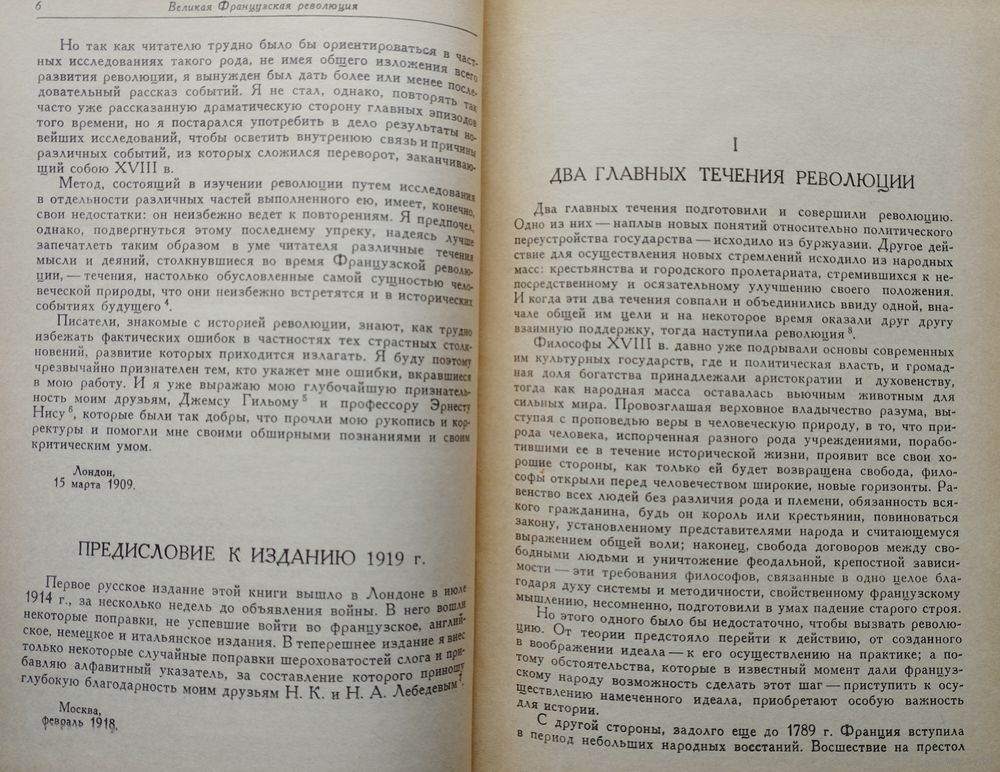 6 Великая Французская революция
Но так как читателю трудно было бы ориентироваться в част-
ных исследованиях такого рода, не имея общего изложения всего
развития революции, я вынужден был дать более или менее после-
довательный рассказ событий. Я не стал, однако, повторять так
часто уже рассказанную драматическую сторону главных эпизодов
того времени, но я постарался употребить в дело результаты но-
вейших исследований, чтобы осветить внутреннюю связь и причины
различных событий, из которых сложился переворот, заканчиваю-
щий собою XVIII в.
Метод, состоящий в изучении революции путем исследования
в отдельности различных частей выполненного ею, имеет, конечно,
свои недостатки: он неизбежно ведет к повторениям. Я предпочел,
однако, подвергнуться этому последнему упреку, надеясь лучше
запечатлеть таким образом в уме читателя различные течения
мысли и деяний, столкнувшиеся во время Французской револю-
ции, — течения, настолько обусловленные самой сущностью чело-
веческой природы, что они неизбежно встретятся и в исторических
событиях будущего ⁴.
Писатели, знакомые с историей революции, знают, как трудно
избежать фактических ошибок в частностях тех страстных столк-
новений, развитие которых приходится излагать. Я буду поэтому
чрезвычайно признателен тем, кто укажет мне ошибки, вкравшиеся
в мою работу. И я уже выражаю мою глубочайшую признатель-
ность моим друзьям, Джемсу Гильому ⁵ и профессору Эрнесту
Нису ⁶, которые были так добры, что прочли мою рукопись и кор-
ректуры и помогли мне своими обширными познаниями и своим
критическим умом.
Лондон,
15 марта 1909.
ПРЕДИСЛОВИЕ К ИЗДАНИЮ 1919 г.
Первое русское издание этой книги вышло в Лондоне в июле
1914 г., за несколько недель до объявления войны. В него вошли
некоторые поправки, не успевшие войти во французское, англий-
ское, немецкое и итальянское издания. В теперешнее издание я внес
только некоторые случайные поправки шероховатостей слога и при-
бавляю алфавитный указатель, за составление которого приношу
глубокую благодарность моим друзьям Н. К. и Н. А. Лебедевым ⁷.
Москва,
февраль 1918.
I
ДВА ГЛАВНЫХ ТЕЧЕНИЯ РЕВОЛЮЦИИ
Два главных течения подготовили и совершили революцию.
Одно из них — наплыв новых понятий относительно политического
переустройства государства — исходило из буржуазии. Другое дей-
ствие для осуществления новых стремлений исходило из народных
масс: крестьянства и городского пролетариата, стремившихся к не-
посредственному и осязательному улучшению своего положения.
И когда эти два течения совпали и объединились ввиду одной, вна-
чале общей им цели и на некоторое время оказали друг другу
взаимную поддержку, тогда наступила революция ⁸.
Философы XVIII в. давно уже подрывали основы современных
им культурных государств, где и политическая власть, и громад-
ная доля богатства принадлежали аристократии и духовенству,
тогда как народная масса оставалась вьючным животным для
сильных мира. Провозглашая верховное владычество разума, вы-
ступая с проповедью веры в человеческую природу, в то, что при-
рода человека, испорченная разного рода учреждениями, порабо-
тившими ее в течение исторической жизни, проявит все свои хо-
рошие стороны, как только ей будет возвращена свобода, фило-
софы открыли перед человечеством широкие, новые горизонты. Ра-
венство всех людей без различия рода и племени, обязанность вся-
кого гражданина, будь он король или крестьянин, повиноваться
закону, установленному представителями народа и считающемуся
выражением общей воли; наконец, свобода договоров между сво-
бодными людьми и уничтожение феодальной, крепостной зависи-
мости — эти требования философов, связанные в одно целое бла-
годаря духу системы и методичности, свойственному французскому
мышлению, несомненно, подготовили в умах падение старого строя.
Но этого одного было бы недостаточно, чтобы вызвать револю-
цию. От теории предстояло перейти к действию, от созданного
в воображении идеала — к его осуществлению на практике; а по-
тому обстоятельства, которые в известный момент дали француз-
скому народу возможность сделать этот шаг — приступить к осу-
ществлению намеченного идеала, приобретают особую важность
для истории.
С другой стороны, задолго еще до 1789 г. Франция вступила
в период небольших народных восстаний. Восшествие на престол